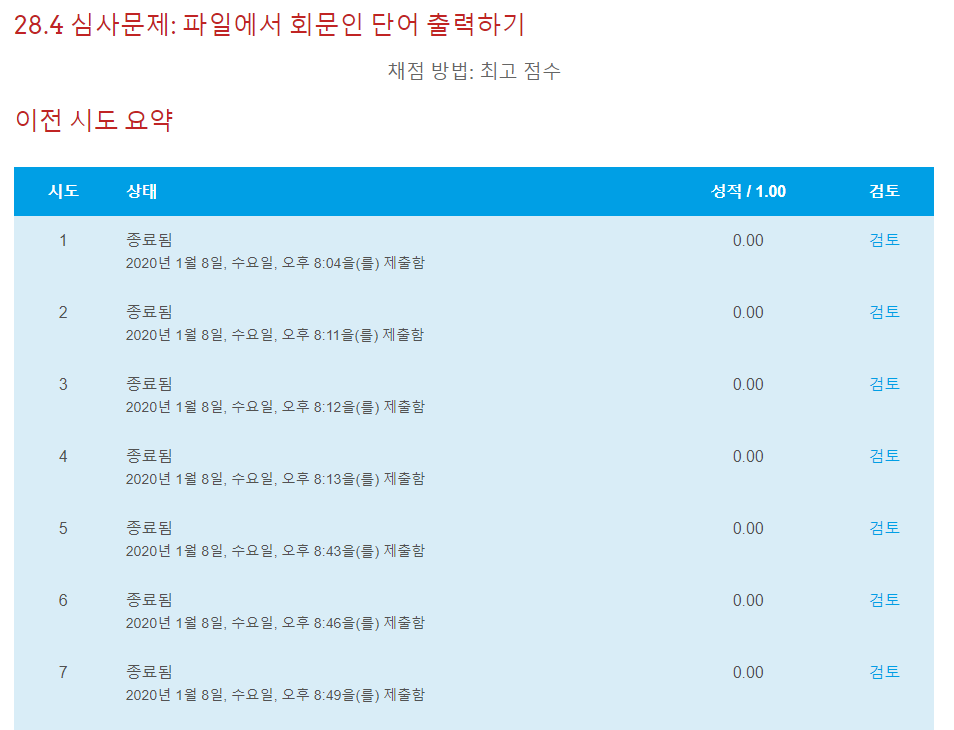 28.4 심사문제: 파일에서 회문인 단어 출력하기
채점 방법: 최고 점수
이전 시도 요약
시도 상태 성적 / 1.00 검토
1 종료됨 0.00 검토
2020년 1월 8일, 수요일, 오후 8:04을(를) 제출함
2 종료됨 0.00 검토
2020년 1월 8일, 수요일, 오후 8:11을(를) 제출함
3 종료됨 0.00 검토
2020년 1월 8일, 수요일, 오후 8:12을(를) 제출함
4 종료됨 0.00 검토
2020년 1월 8일, 수요일, 오후 8:13을(를) 제출함
5 종료됨 0.00 검토
2020년 1월 8일, 수요일, 오후 8:43을(를) 제출함
6 종료됨 0.00 검토
2020년 1월 8일, 수요일, 오후 8:46을(를) 제출함
7 종료됨 0.00 검토
2020년 1월 8일, 수요일, 오후 8:49을(를) 제출함